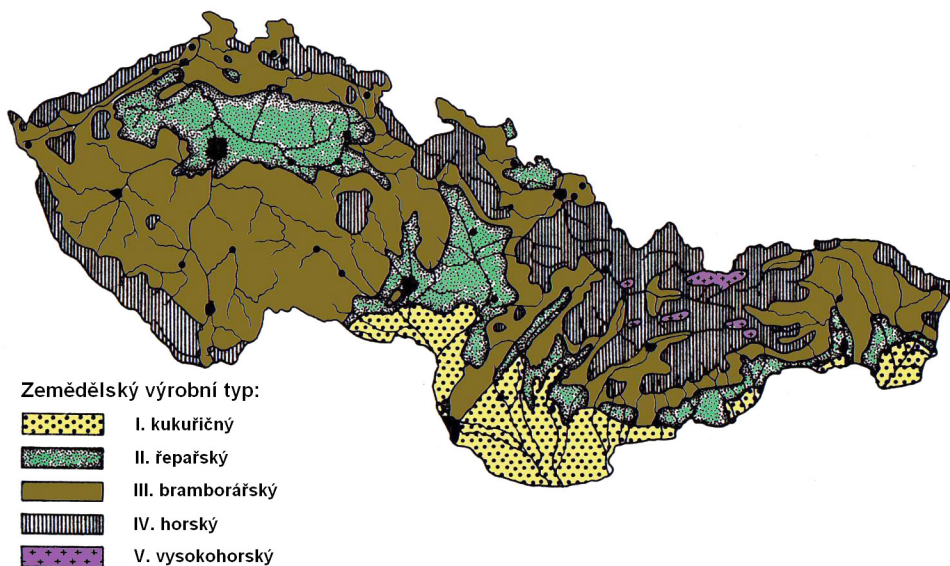 Zemědělský výrobní typ:
I. kukuřičný
II. řepařský
III. bramborářský
IV. horský
V. vysokohorský